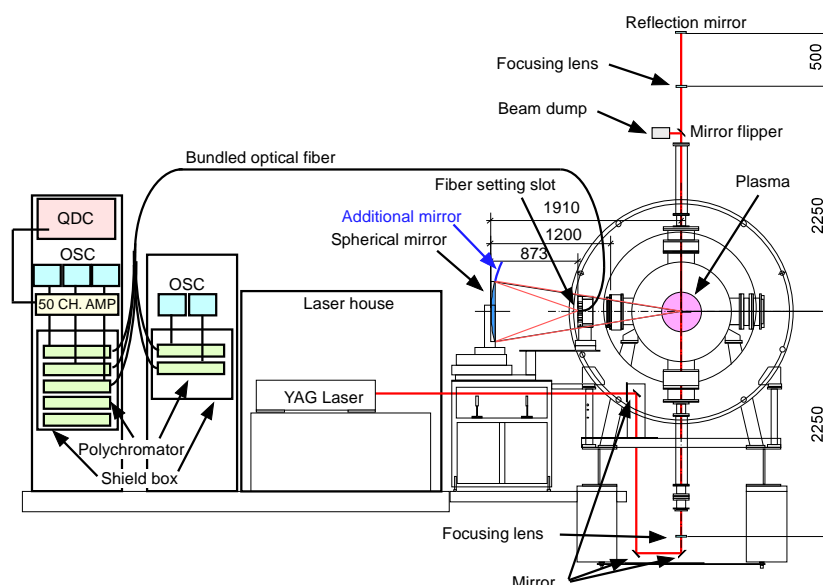 Reflection mirror
500
Focusing lens
Beam dump
Mirror flipper
Bundled optical fiber
Fiber setting slot
Plasma
2250
QDC
Additional mirror
1910
Spherical mirror
1200
OSC
873
OSC
50 CH. AMP
Laser house
YAG Laser
2250
Polychromator
Shield box
Focusing lens
Mirror